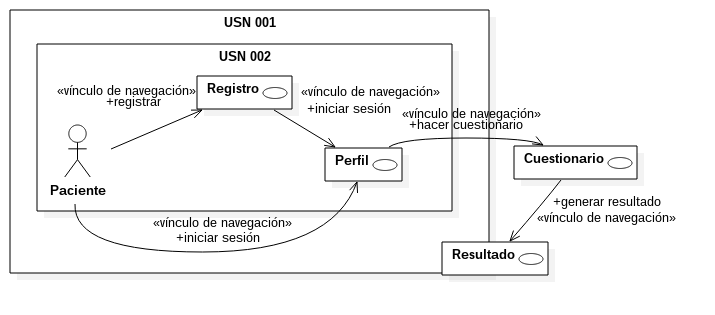 USN 001
USN 002
Registro
«vínculo de navegación»
+registrar
«vínculo de navegación»
+iniciar sesión
«vínculo de navegación»
+hacer cuestionario
Perfil
Cuestionario
Paciente
+generar resultado
«vínculo de navegación»
«vínculo de navegación»
+iniciar sesión
Resultado